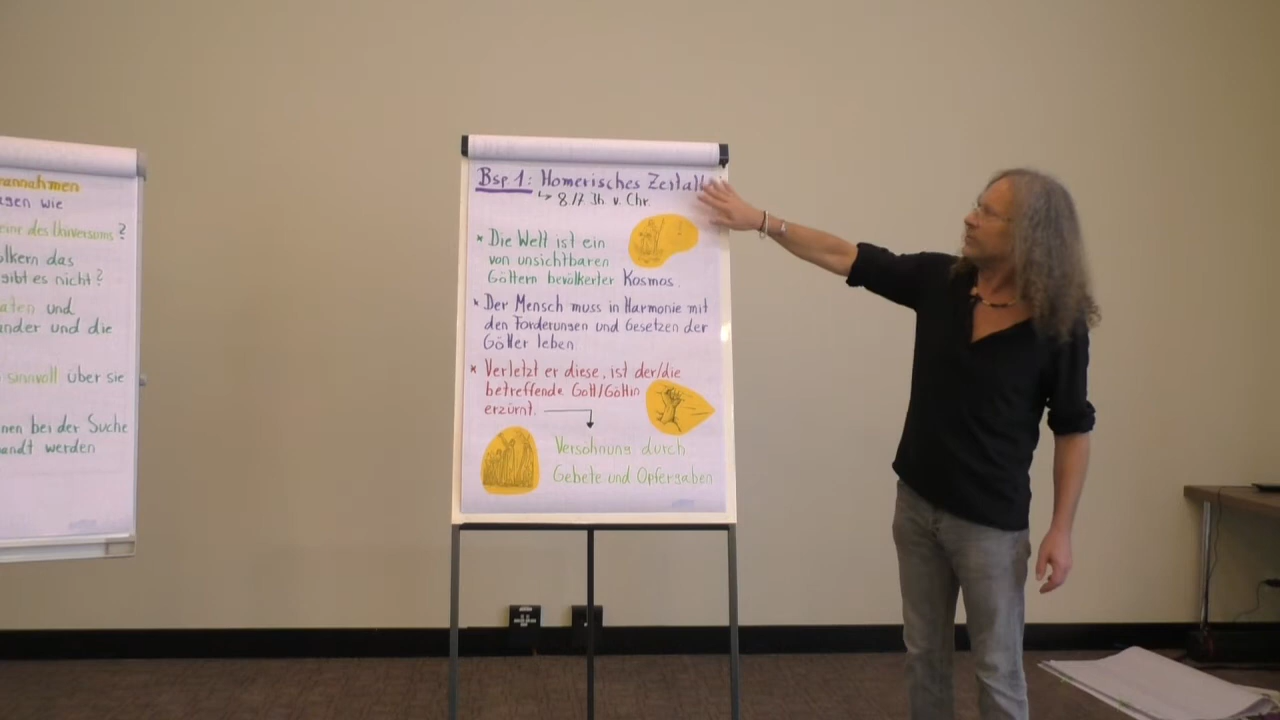 annahmen
gen wie
eine des Universums?
lkern das
gibt es nicht?
aten und
ander und die
sinnvoll über sie
nen bei der Suche
andt werden
Bsp. 1: Homerisches Zeital
↳ 8./7. Jh. v. Chr.
* Die Welt ist ein
von unsichtbaren
Göttern bevölkerter Kosmos.
* Der Mensch muss in Harmonie mit
den Forderungen und Gesetzen der
Götter leben
* Verletzt er diese, ist der/die
betreffende Gott/Göttin
erzürnt.
Versöhnung durch
Gebete und Opfergaben